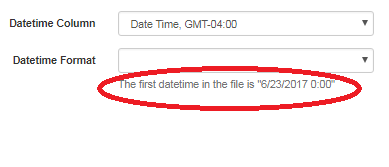 Datetime Column Date Time, GMT-04:00
Datetime Format
The first datetime in the file is "6/23/2017 0:00"